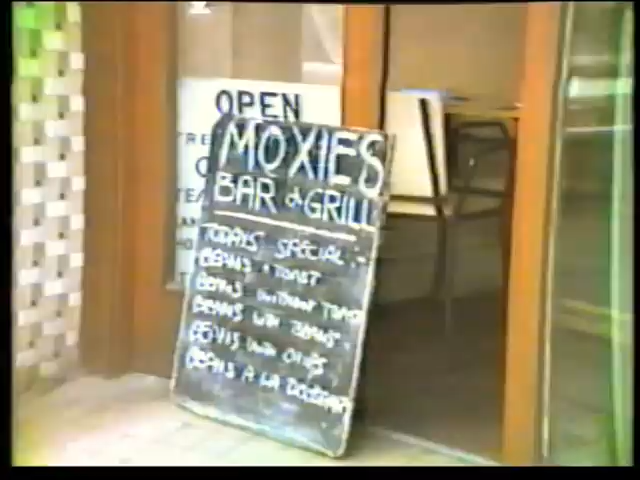 OPEN
MOXIES
BAR & GRILL
TODAYS SPECIAL :-
BEANS + TOAST
BEANS WITHOUT TOAST
BEANS WITH BEANS
BEANS WITH CHIPS
BEANS A LA